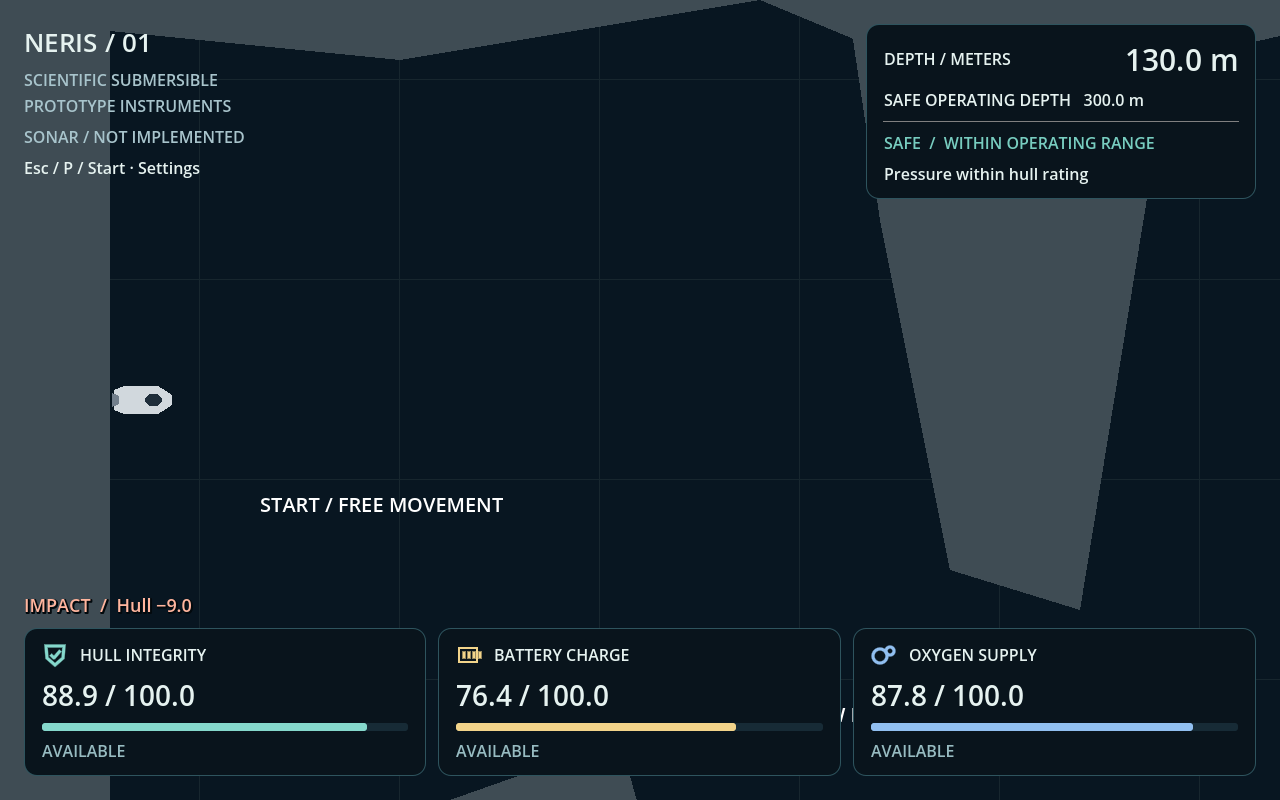 NERIS / 01
SCIENTIFIC SUBMERSIBLE
PROTOTYPE INSTRUMENTS
SONAR / NOT IMPLEMENTED
Esc / P / Start · Settings
DEPTH / METERS 130.0 m
SAFE OPERATING DEPTH 300.0 m
SAFE / WITHIN OPERATING RANGE
Pressure within hull rating
START / FREE MOVEMENT
IMPACT / Hull −9.0
HULL INTEGRITY
88.9 / 100.0
AVAILABLE
BATTERY CHARGE
76.4 / 100.0
AVAILABLE
OXYGEN SUPPLY
87.8 / 100.0
AVAILABLE